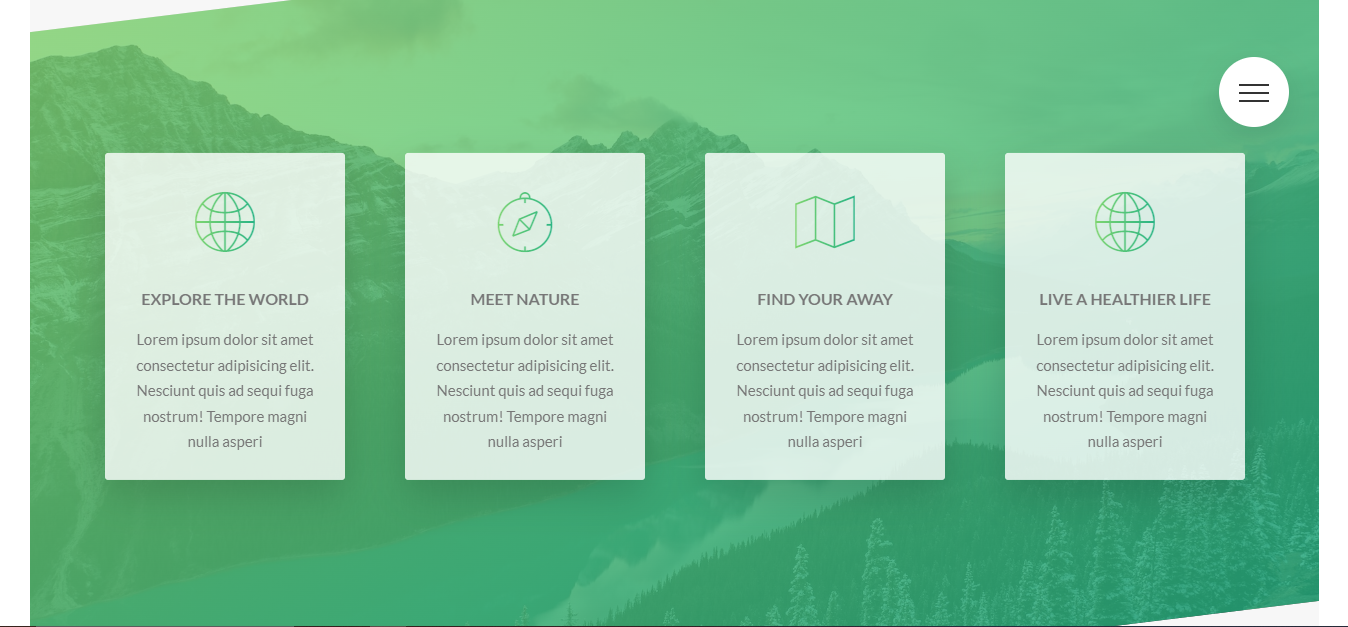 EXPLORE THE WORLD
Lorem ipsum dolor sit amet
consectetur adipisicing elit.
Nesciunt quis ad sequi fuga
nostrum! Tempore magni
nulla asperi
MEET NATURE
Lorem ipsum dolor sit amet
consectetur adipisicing elit.
Nesciunt quis ad sequi fuga
nostrum! Tempore magni
nulla asperi
FIND YOUR AWAY
Lorem ipsum dolor sit amet
consectetur adipisicing elit.
Nesciunt quis ad sequi fuga
nostrum! Tempore magni
nulla asperi
LIVE A HEALTHIER LIFE
Lorem ipsum dolor sit amet
consectetur adipisicing elit.
Nesciunt quis ad sequi fuga
nostrum! Tempore magni
nulla asperi